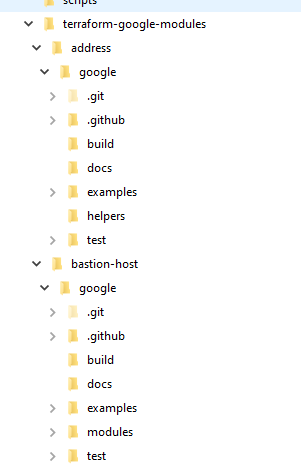 scripts
terraform-google-modules
address
google
.git
.github
build
docs
examples
helpers
test
bastion-host
google
.git
.github
build
docs
examples
modules
test